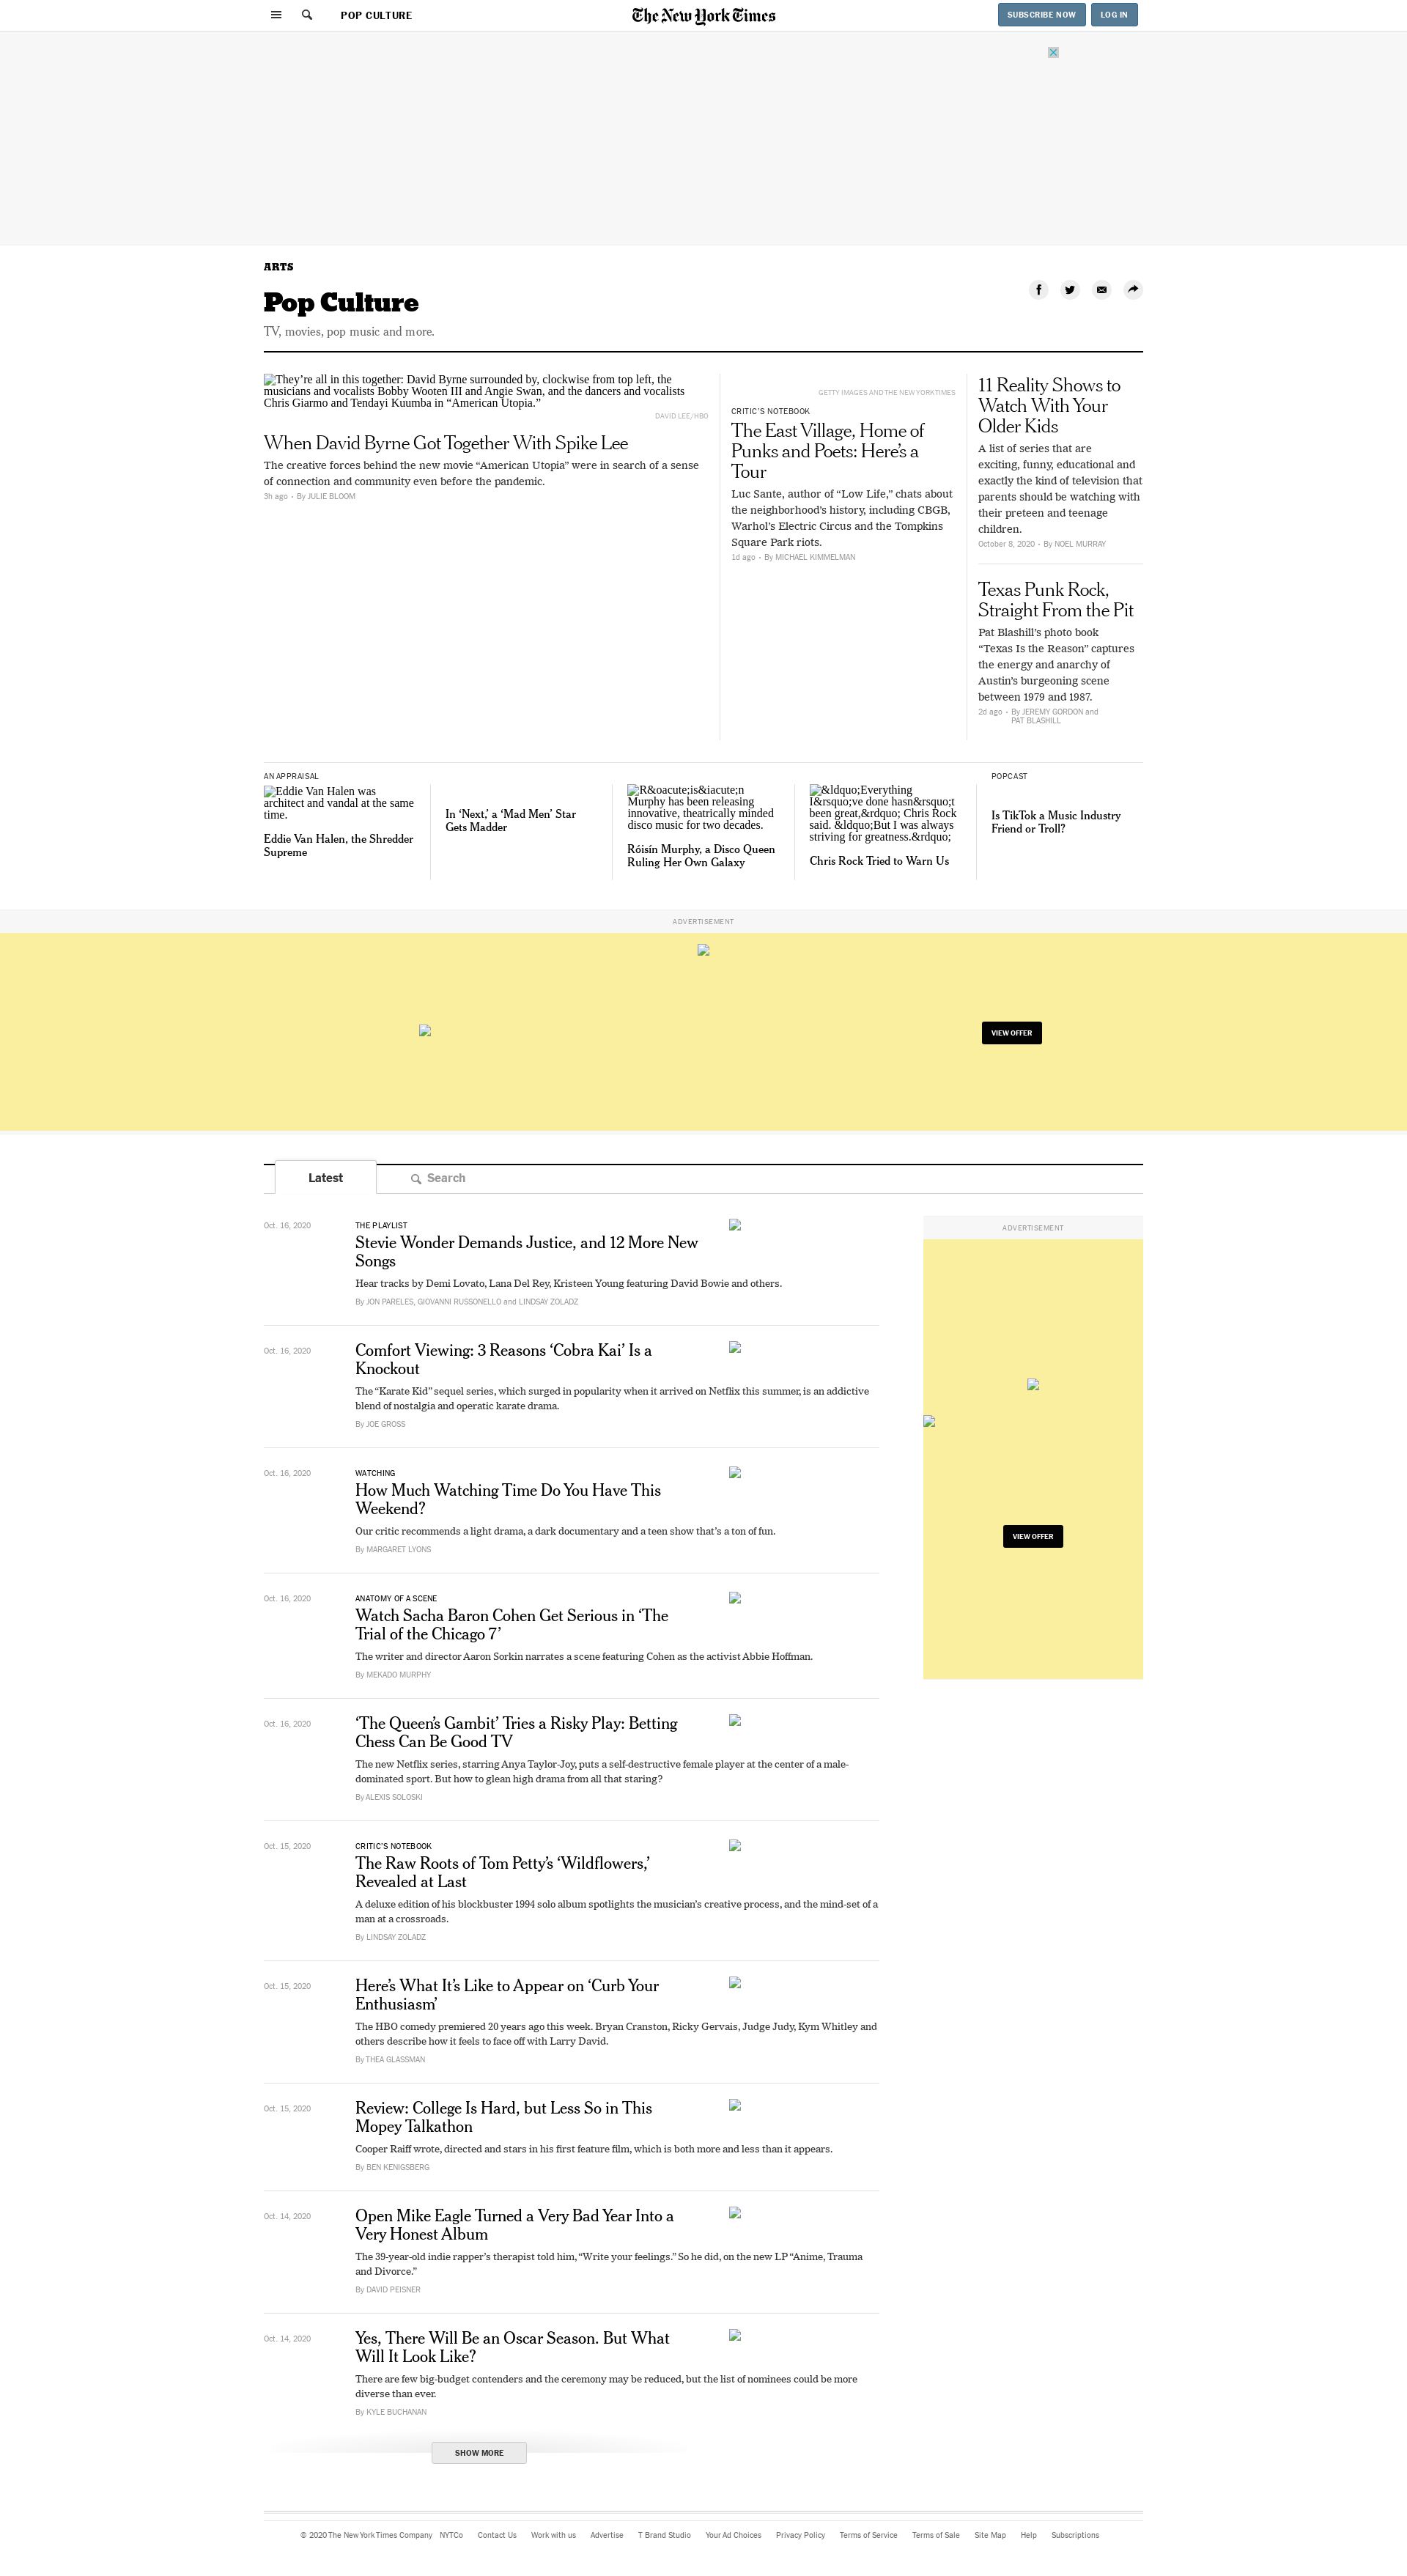 POP CULTURE
The New York Times
SUBSCRIBE NOW
LOG IN
ARTS
Pop Culture
TV, movies, pop music and more.
They're all in this together: David Byrne surrounded by, clockwise from top left, the
musicians and vocalists Bobby Wooten III and Angie Swan, and the dancers and vocalists
Chris Giarmo and Tendayi Kuumba in “American Utopia.”
DAVID LEE/HBO
When David Byrne Got Together With Spike Lee
The creative forces behind the new movie “American Utopia” were in search of a sense
of connection and community even before the pandemic.
3h ago • By JULIE BLOOM
GETTY IMAGES AND THE NEW YORK TIMES
CRITIC’S NOTEBOOK
The East Village, Home of
Punks and Poets: Here’s a
Tour
Luc Sante, author of “Low Life,” chats about
the neighborhood’s history, including CBGB,
Warhol’s Electric Circus and the Tompkins
Square Park riots.
1d ago • By MICHAEL KIMMELMAN
11 Reality Shows to
Watch With Your
Older Kids
A list of series that are
exciting, funny, educational and
exactly the kind of television that
parents should be watching with
their preteen and teenage
children.
October 8, 2020 • By NOEL MURRAY
Texas Punk Rock,
Straight From the Pit
Pat Blashill’s photo book
“Texas Is the Reason” captures
the energy and anarchy of
Austin’s burgeoning scene
between 1979 and 1987.
2d ago • By JEREMY GORDON and
PAT BLASHILL
AN APPRAISAL
Eddie Van Halen was
architect and vandal at the same
time.
Eddie Van Halen, the Shredder
Supreme
In ‘Next,’ a ‘Mad Men’ Star
Gets Madder
R&oacute;is&iacute;n
Murphy has been releasing
innovative, theatrically minded
disco music for two decades.
Róisín Murphy, a Disco Queen
Ruling Her Own Galaxy
&ldquo;Everything
I&rsquo;ve done hasn&rsquo;t
been great,&rdquo; Chris Rock
said. &ldquo;But I was always
striving for greatness.&rdquo;
Chris Rock Tried to Warn Us
POPCAST
Is TikTok a Music Industry
Friend or Troll?
ADVERTISEMENT
VIEW OFFER
Latest
Search
Oct. 16, 2020
THE PLAYLIST
Stevie Wonder Demands Justice, and 12 More New
Songs
Hear tracks by Demi Lovato, Lana Del Rey, Kristeen Young featuring David Bowie and others.
By JON PARELES, GIOVANNI RUSSONELLO and LINDSAY ZOLADZ
ADVERTISEMENT
VIEW OFFER
Oct. 16, 2020
Comfort Viewing: 3 Reasons ‘Cobra Kai’ Is a
Knockout
The “Karate Kid” sequel series, which surged in popularity when it arrived on Netflix this summer, is an addictive
blend of nostalgia and operatic karate drama.
By JOE GROSS
Oct. 16, 2020
WATCHING
How Much Watching Time Do You Have This
Weekend?
Our critic recommends a light drama, a dark documentary and a teen show that’s a ton of fun.
By MARGARET LYONS
Oct. 16, 2020
ANATOMY OF A SCENE
Watch Sacha Baron Cohen Get Serious in ‘The
Trial of the Chicago 7’
The writer and director Aaron Sorkin narrates a scene featuring Cohen as the activist Abbie Hoffman.
By MEKADO MURPHY
Oct. 16, 2020
‘The Queen’s Gambit’ Tries a Risky Play: Betting
Chess Can Be Good TV
The new Netflix series, starring Anya Taylor-Joy, puts a self-destructive female player at the center of a male-
dominated sport. But how to glean high drama from all that staring?
By ALEXIS SOLOSKI
Oct. 15, 2020
CRITIC’S NOTEBOOK
The Raw Roots of Tom Petty’s ‘Wildflowers,’
Revealed at Last
A deluxe edition of his blockbuster 1994 solo album spotlights the musician’s creative process, and the mind-set of a
man at a crossroads.
By LINDSAY ZOLADZ
Oct. 15, 2020
Here’s What It’s Like to Appear on ‘Curb Your
Enthusiasm’
The HBO comedy premiered 20 years ago this week. Bryan Cranston, Ricky Gervais, Judge Judy, Kym Whitley and
others describe how it feels to face off with Larry David.
By THEA GLASSMAN
Oct. 15, 2020
Review: College Is Hard, but Less So in This
Mopey Talkathon
Cooper Raiff wrote, directed and stars in his first feature film, which is both more and less than it appears.
By BEN KENIGSBERG
Oct. 14, 2020
Open Mike Eagle Turned a Very Bad Year Into a
Very Honest Album
The 39-year-old indie rapper’s therapist told him, “Write your feelings.” So he did, on the new LP “Anime, Trauma
and Divorce.”
By DAVID PEISNER
Oct. 14, 2020
Yes, There Will Be an Oscar Season. But What
Will It Look Like?
There are few big-budget contenders and the ceremony may be reduced, but the list of nominees could be more
diverse than ever.
By KYLE BUCHANAN
SHOW MORE
© 2020 The New York Times Company NYTCo Contact Us Work with us Advertise T Brand Studio Your Ad Choices Privacy Policy Terms of Service Terms of Sale Site Map Help Subscriptions